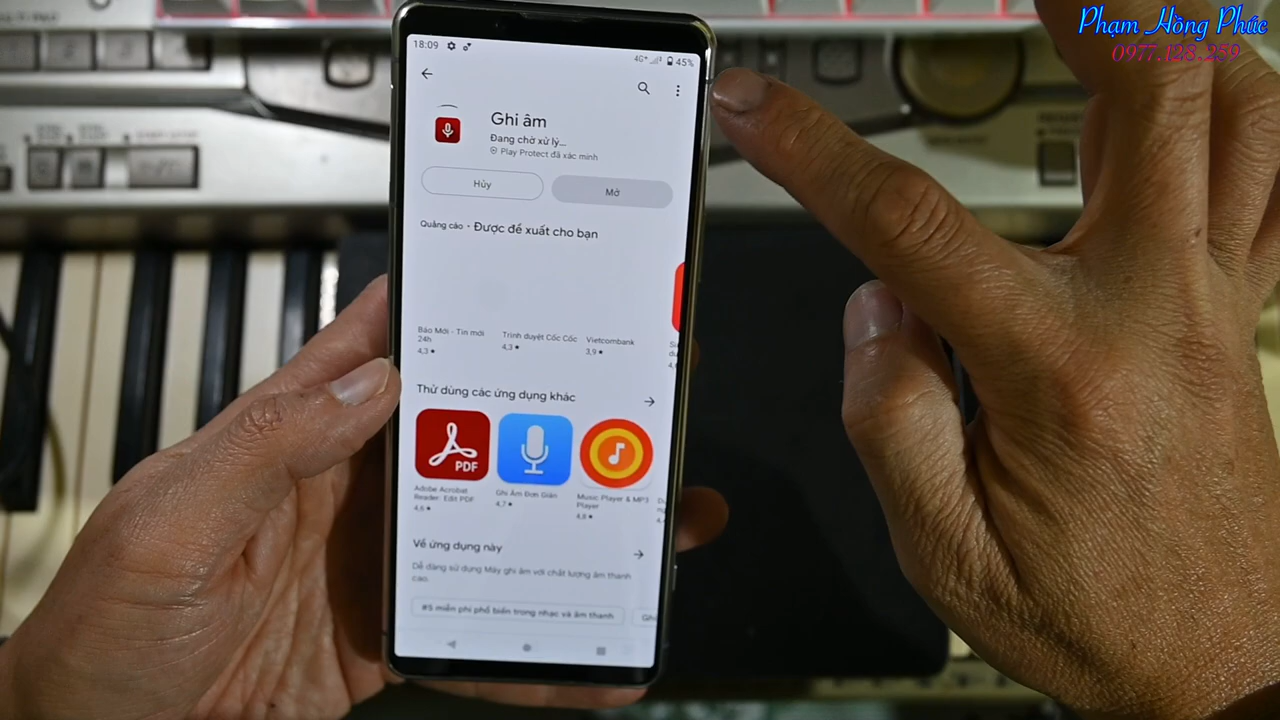 Phạm Hồng Phúc
0977.128.259
18:09
4G+ 45%
Ghi âm
Đang chờ xử lý...
Play Protect đã xác minh
Hủy
Mở
Quảng cáo • Được đề xuất cho bạn
Báo Mới - Tin mới 24h
4,3 ★
Trình duyệt Cốc Cốc
4,3 ★
Vietcombank
3,9 ★
Thử dùng các ứng dụng khác
PDF
Adobe Acrobat
Reader: Edit PDF
4,6 ★
Ghi Âm Đơn Giản
4,7 ★
Music Player & MP3
Player
4,8 ★
Về ứng dụng này
Dễ dàng sử dụng Máy ghi âm với chất lượng âm thanh
cao.
#5 miễn phí phổ biến trong nhạc và âm thanh